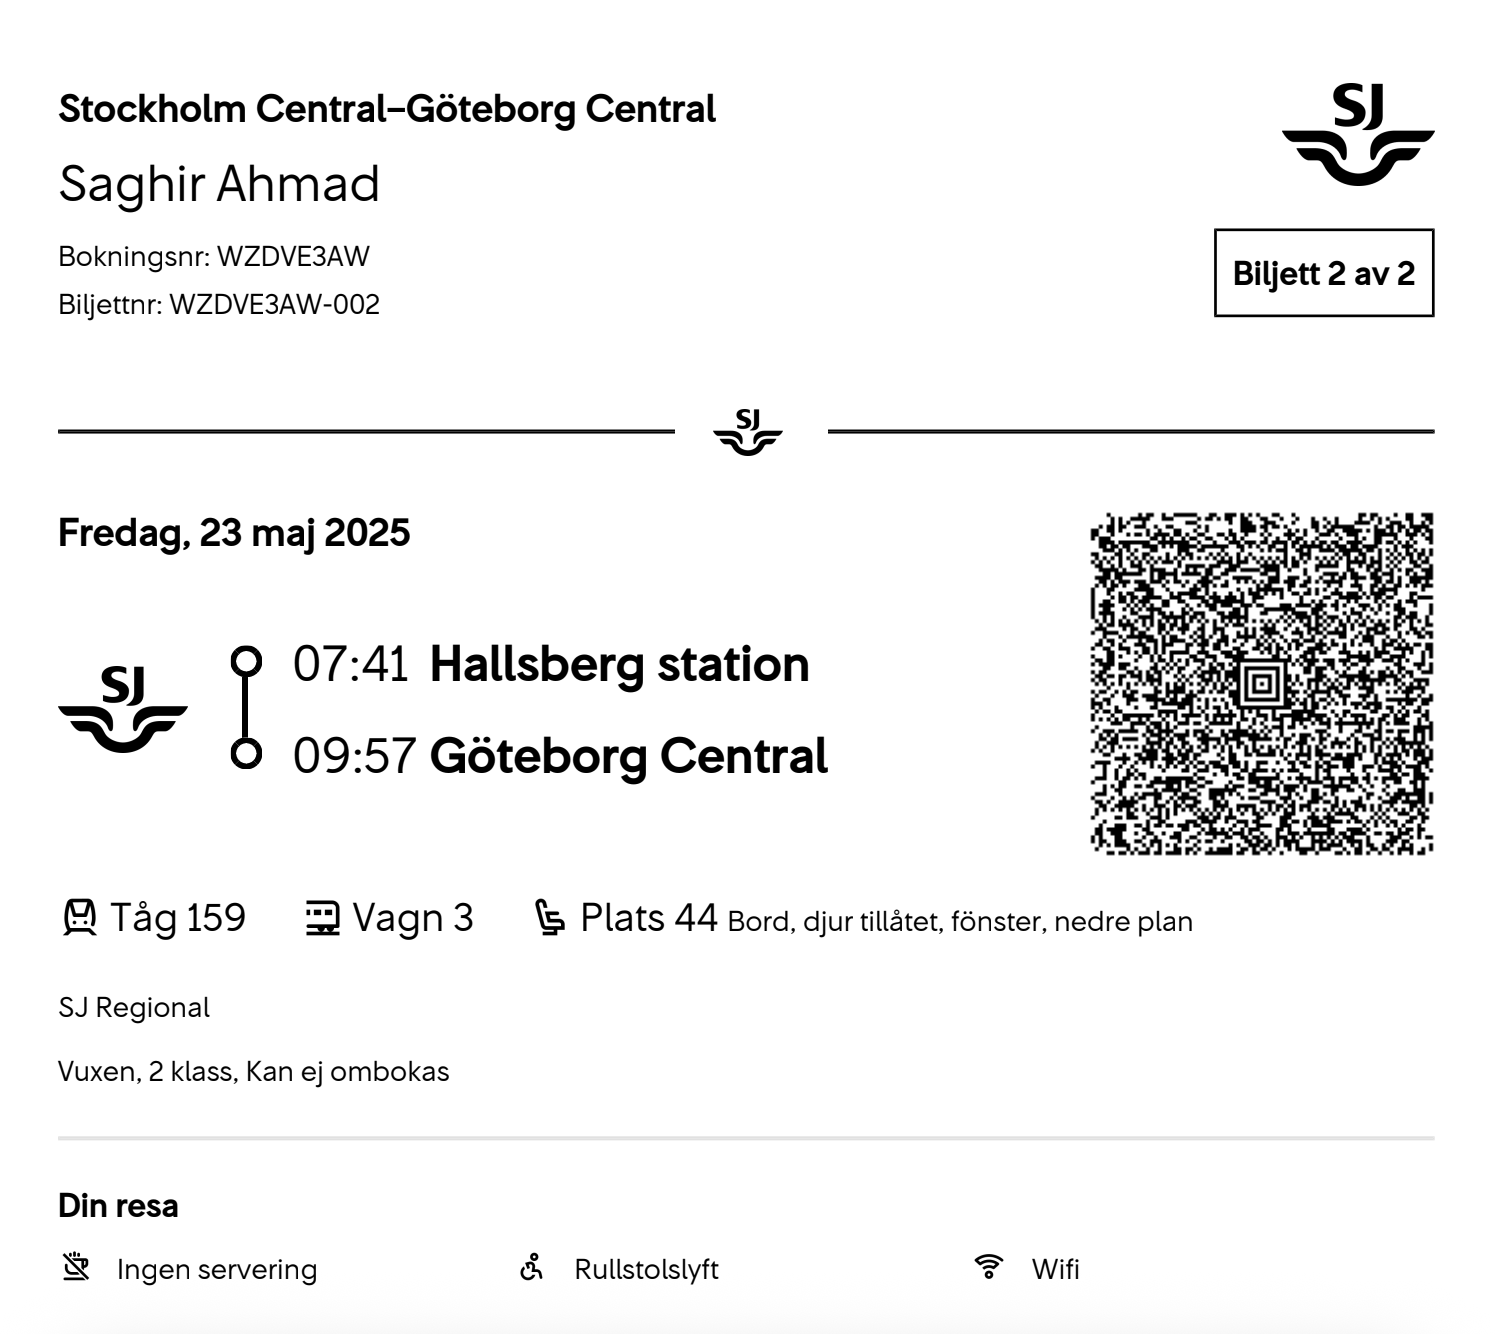 Stockholm Central–Göteborg Central
SJ
Saghir Ahmad
Bokningsnr: WZDVE3AW
Biljettnr: WZDVE3AW-002
Biljett 2 av 2
SJ
Fredag, 23 maj 2025
SJ
07:41 Hallsberg station
09:57 Göteborg Central
Tåg 159 Vagn 3 Plats 44 Bord, djur tillåtet, fönster, nedre plan
SJ Regional
Vuxen, 2 klass, Kan ej ombokas
Din resa
Ingen servering Rullstolslyft Wifi